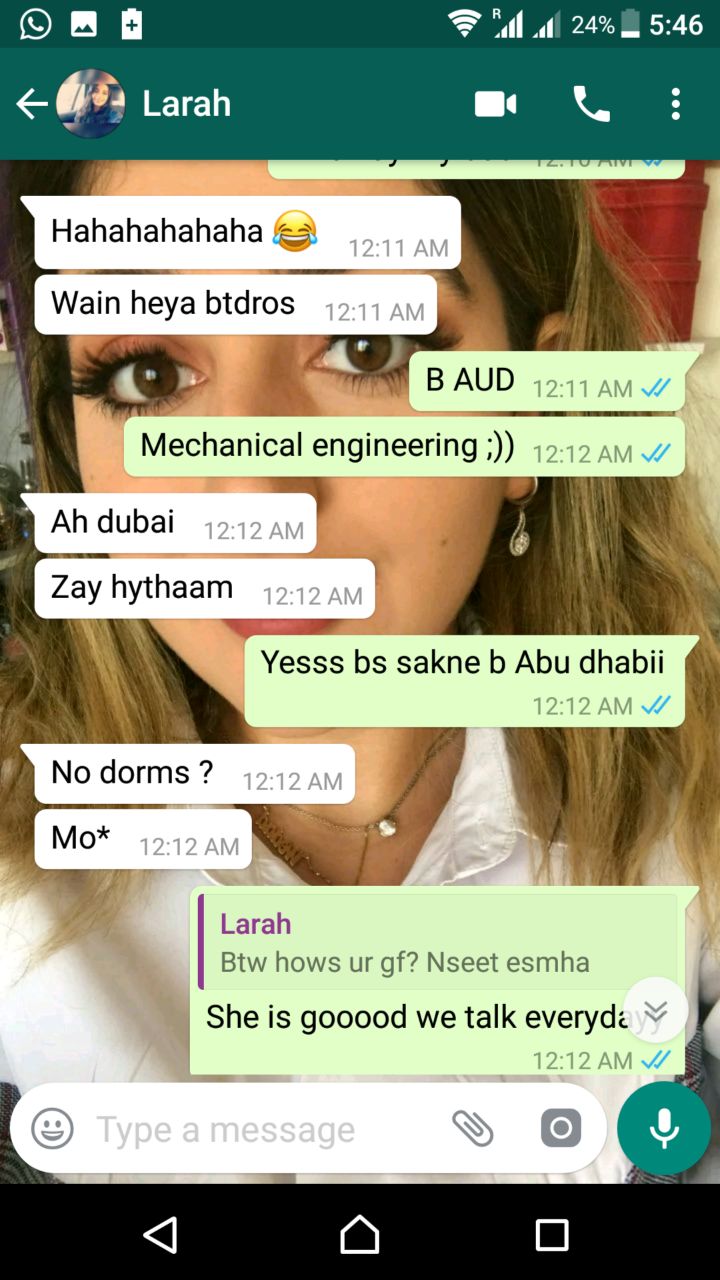 R 24% 5:46
Larah
12:10 AM
Hahahahahaha 😂 12:11 AM
Wain heya btdros 12:11 AM
B AUD 12:11 AM
Mechanical engineering ;)) 12:12 AM
Ah dubai 12:12 AM
Zay hythaam 12:12 AM
Yesss bs sakne b Abu dhabii
12:12 AM
No dorms ? 12:12 AM
Mo* 12:12 AM
Larah
Btw hows ur gf? Nseet esmha
She is gooood we talk everydayy
12:12 AM
Type a message